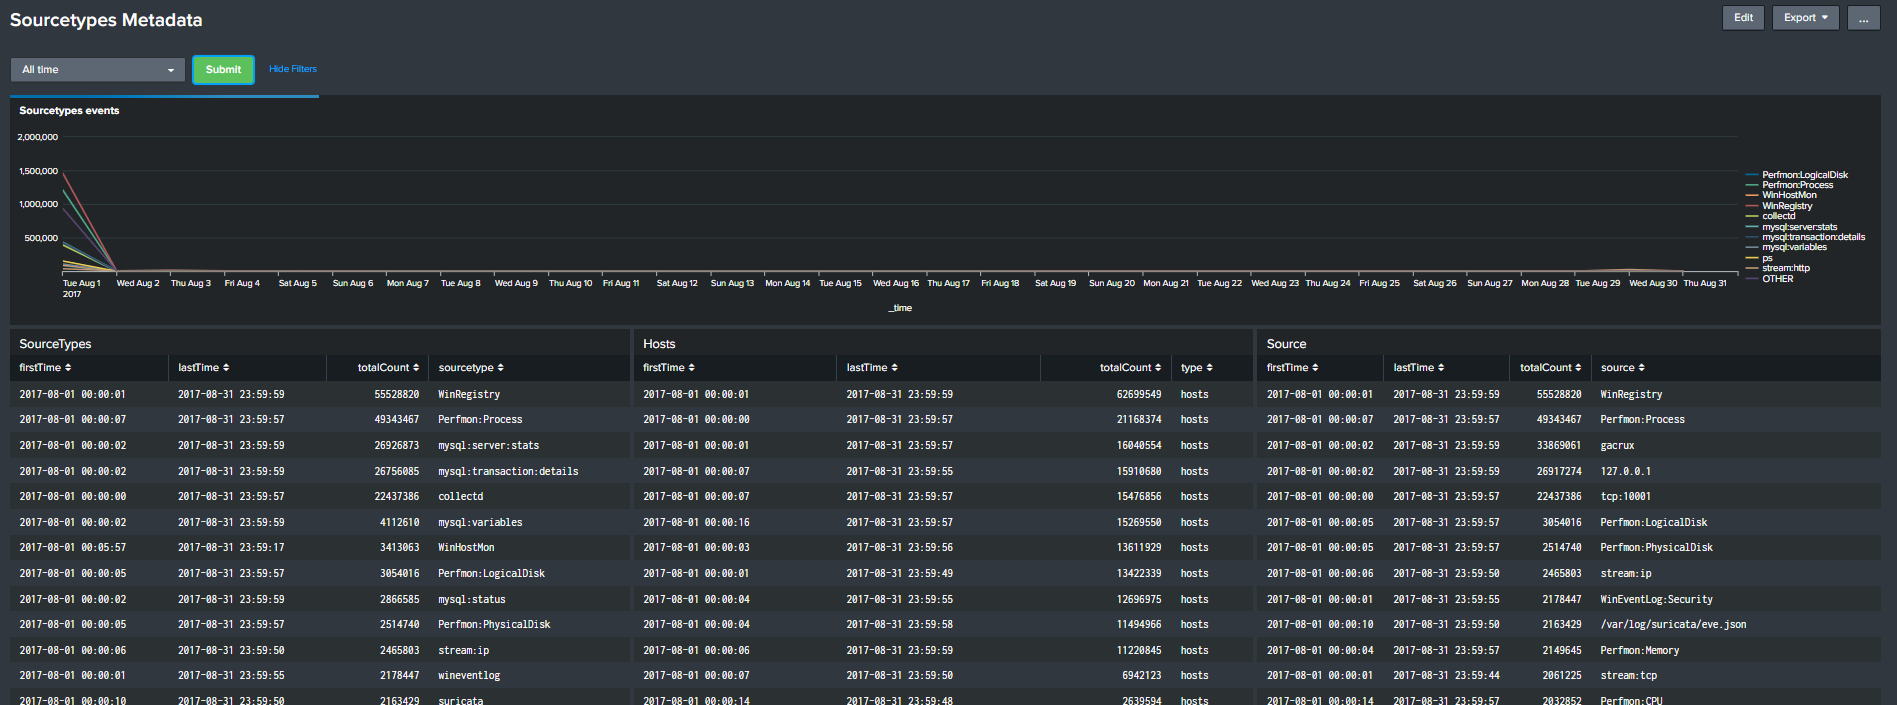 Sourcetypes Metadata
Edit Export ...
All time Submit Hide Filters
Sourcetypes events
2,000,000
1,500,000
1,000,000
500,000
Tue Aug 1 Wed Aug 2 Thu Aug 3 Fri Aug 4 Sat Aug 5 Sun Aug 6 Mon Aug 7 Tue Aug 8 Wed Aug 9 Thu Aug 10 Fri Aug 11 Sat Aug 12 Sun Aug 13 Mon Aug 14 Tue Aug 15 Wed Aug 16 Thu Aug 17 Fri Aug 18 Sat Aug 19 Sun Aug 20 Mon Aug 21 Tue Aug 22 Wed Aug 23 Thu Aug 24 Fri Aug 25 Sat Aug 26 Sun Aug 27 Mon Aug 28 Tue Aug 29 Wed Aug 30 Thu Aug 31
2017
_time
Perfmon:LogicalDisk
Perfmon:Process
WinHostMon
WinRegistry
collectd
mysql:server:stats
mysql:transaction:details
mysql:variables
ps
stream:http
OTHER
SourceTypes
firstTime lastTime totalCount sourcetype
2017-08-01 00:00:01 2017-08-31 23:59:59 55528820 WinRegistry
2017-08-01 00:00:07 2017-08-31 23:59:57 49343467 Perfmon:Process
2017-08-01 00:00:02 2017-08-31 23:59:59 26926873 mysql:server:stats
2017-08-01 00:00:02 2017-08-31 23:59:59 26756085 mysql:transaction:details
2017-08-01 00:00:00 2017-08-31 23:59:57 22437386 collectd
2017-08-01 00:00:02 2017-08-31 23:59:59 4112610 mysql:variables
2017-08-01 00:05:57 2017-08-31 23:59:17 3413063 WinHostMon
2017-08-01 00:00:05 2017-08-31 23:59:57 3054016 Perfmon:LogicalDisk
2017-08-01 00:00:02 2017-08-31 23:59:59 2866585 mysql:status
2017-08-01 00:00:05 2017-08-31 23:59:57 2514740 Perfmon:PhysicalDisk
2017-08-01 00:00:06 2017-08-31 23:59:50 2465803 stream:ip
2017-08-01 00:00:01 2017-08-31 23:59:55 2178447 wineventlog
2017-08-01 00:00:10 2017-08-31 23:59:50 2163429 suricata
Hosts
firstTime lastTime totalCount type
2017-08-01 00:00:01 2017-08-31 23:59:59 62699549 hosts
2017-08-01 00:00:00 2017-08-31 23:59:57 21168374 hosts
2017-08-01 00:00:01 2017-08-31 23:59:57 16040554 hosts
2017-08-01 00:00:07 2017-08-31 23:59:55 15910680 hosts
2017-08-01 00:00:07 2017-08-31 23:59:57 15476856 hosts
2017-08-01 00:00:16 2017-08-31 23:59:57 15269550 hosts
2017-08-01 00:00:03 2017-08-31 23:59:56 13611929 hosts
2017-08-01 00:00:01 2017-08-31 23:59:49 13422339 hosts
2017-08-01 00:00:04 2017-08-31 23:59:55 12696975 hosts
2017-08-01 00:00:04 2017-08-31 23:59:58 11494966 hosts
2017-08-01 00:00:06 2017-08-31 23:59:59 11220845 hosts
2017-08-01 00:00:07 2017-08-31 23:59:50 6942123 hosts
2017-08-01 00:00:14 2017-08-31 23:59:48 2639594 hosts
Source
firstTime lastTime totalCount source
2017-08-01 00:00:01 2017-08-31 23:59:59 55528820 WinRegistry
2017-08-01 00:00:07 2017-08-31 23:59:57 49343467 Perfmon:Process
2017-08-01 00:00:02 2017-08-31 23:59:59 33869061 gacrux
2017-08-01 00:00:02 2017-08-31 23:59:59 26917274 127.0.0.1
2017-08-01 00:00:00 2017-08-31 23:59:57 22437386 tcp:10001
2017-08-01 00:00:05 2017-08-31 23:59:57 3054016 Perfmon:LogicalDisk
2017-08-01 00:00:05 2017-08-31 23:59:57 2514740 Perfmon:PhysicalDisk
2017-08-01 00:00:06 2017-08-31 23:59:50 2465803 stream:ip
2017-08-01 00:00:01 2017-08-31 23:59:55 2178447 WinEventLog:Security
2017-08-01 00:00:10 2017-08-31 23:59:50 2163429 /var/log/suricata/eve.json
2017-08-01 00:00:04 2017-08-31 23:59:57 2149645 Perfmon:Memory
2017-08-01 00:00:01 2017-08-31 23:59:44 2061225 stream:tcp
2017-08-01 00:00:14 2017-08-31 23:59:57 2032852 Perfmon:CPU